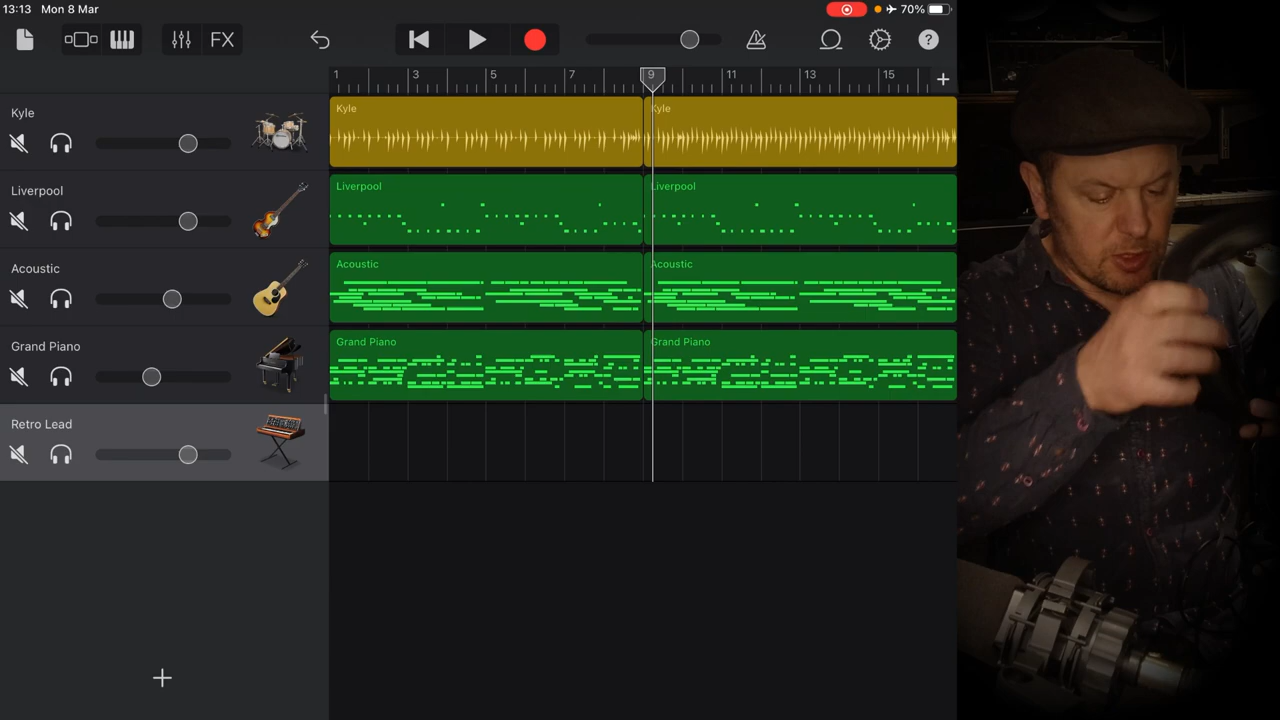 13:13 Mon 8 Mar
70%
FX
?
1 3 5 7 9 11 13 15
Kyle
Kyle
Kyle
Liverpool
Liverpool
Liverpool
Acoustic
Acoustic
Acoustic
Grand Piano
Grand Piano
Grand Piano
Retro Lead